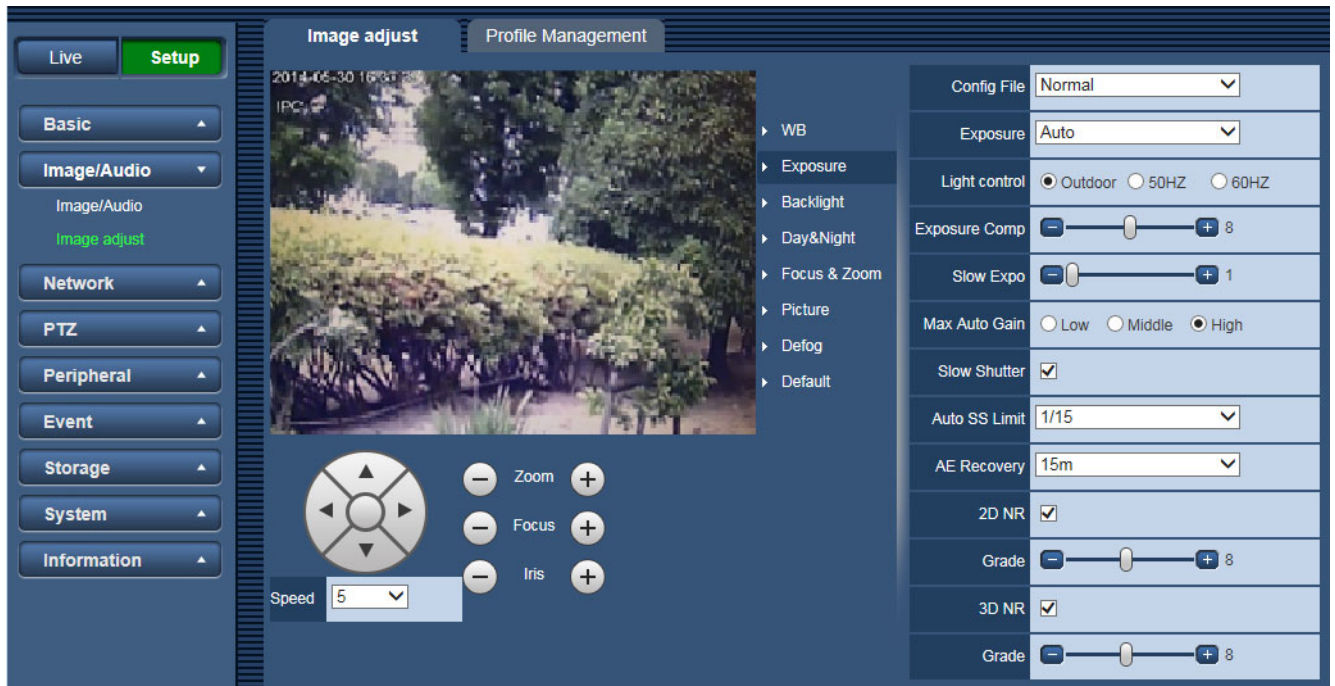 Live
Setup
Basic
Image/Audio
Image/Audio
Image adjust
Network
PTZ
Peripheral
Event
Storage
System
Information
Image adjust
Profile Management
IPC
Zoom
Focus
Iris
Speed 5
WB
Exposure
Backlight
Day&Night
Focus & Zoom
Picture
Defog
Default
Config File Normal
Exposure Auto
Light control Outdoor 50HZ 60HZ
Exposure Comp 8
Slow Expo 1
Max Auto Gain Low Middle High
Slow Shutter
Auto SS Limit 1/15
AE Recovery 15m
2D NR
Grade 8
3D NR
Grade 8